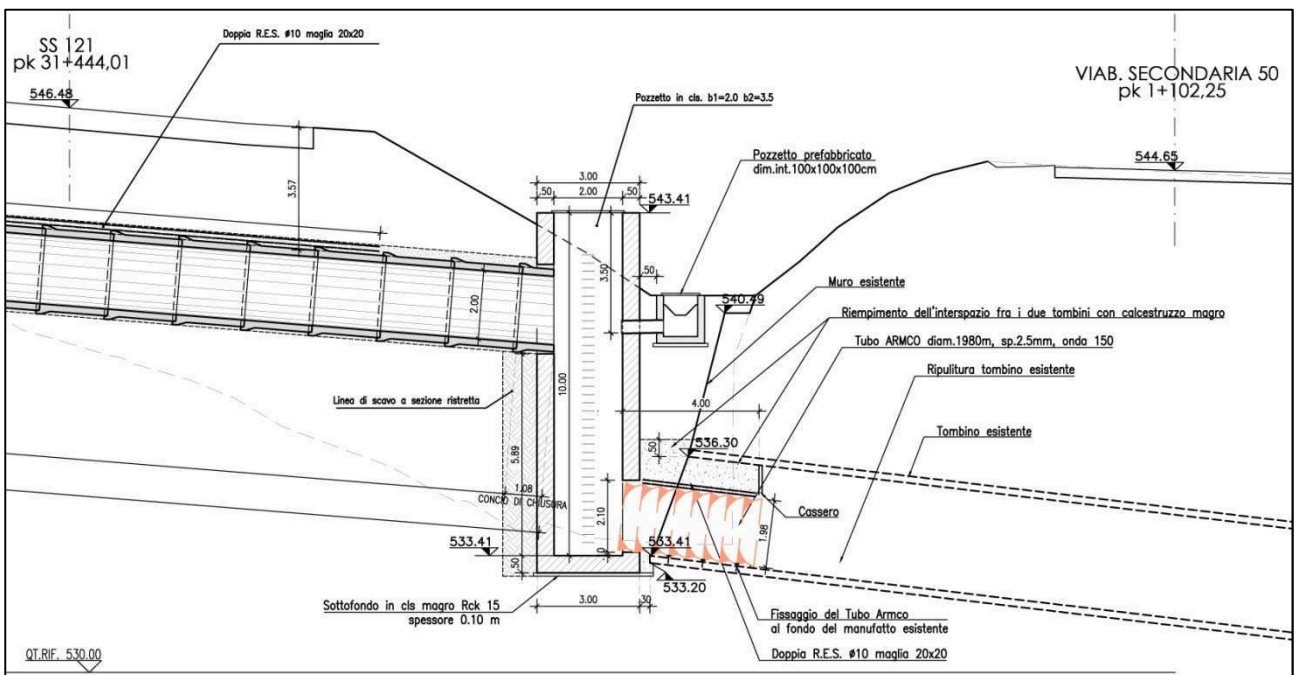 SS 121
pk 31+444,01
Doppia R.E.S. ø10 maglia 20x20
546.48
VIAB. SECONDARIA 50
pk 1+102,25
544.65
Pozzetto in cls. b1=2.0 b2=3.5
Pozzetto prefabbricato
dim.int.100x100x100cm
3.57
3.00
.50
2.00
.50
543.41
3.50
.50
2.00
540.49
Muro esistente
Riempimento dell'interspazio fra i due tombini con calcestruzzo magro
Tubo ARMCO diam.1980m, sp.2.5mm, onda 150
Ripulitura tombino esistente
10.00
Linea di scavo a sezione ristretta
4.00
Tombino esistente
.50
536.30
5.89
1.08
CONCIO DI CHIUSURA
2.10
Cassero
1.98
533.41
533.41
.50
533.20
Sottofondo in cls magro Rck 15
spessore 0.10 m
3.00
.30
Fissaggio del Tubo Armco
al fondo del manufatto esistente
Doppia R.E.S. ø10 maglia 20x20
QT.RIF. 530.00